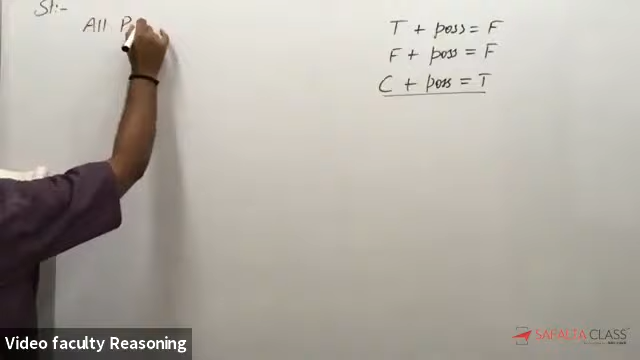 St:-
All P
T + poss = F
F + poss = F
C + poss = T
SAFALTA CLASS
Video faculty Reasoning